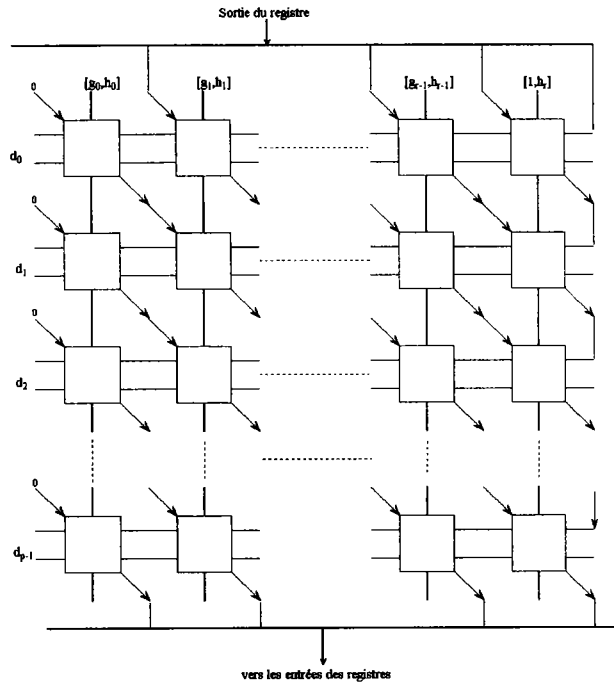 Sortie du registre
0 [g0,h0] [g1,h1] [gr-1,hr-1] [1,hr]
d0
0
d1
0
d2
0
dp-1
vers les entrées des registres